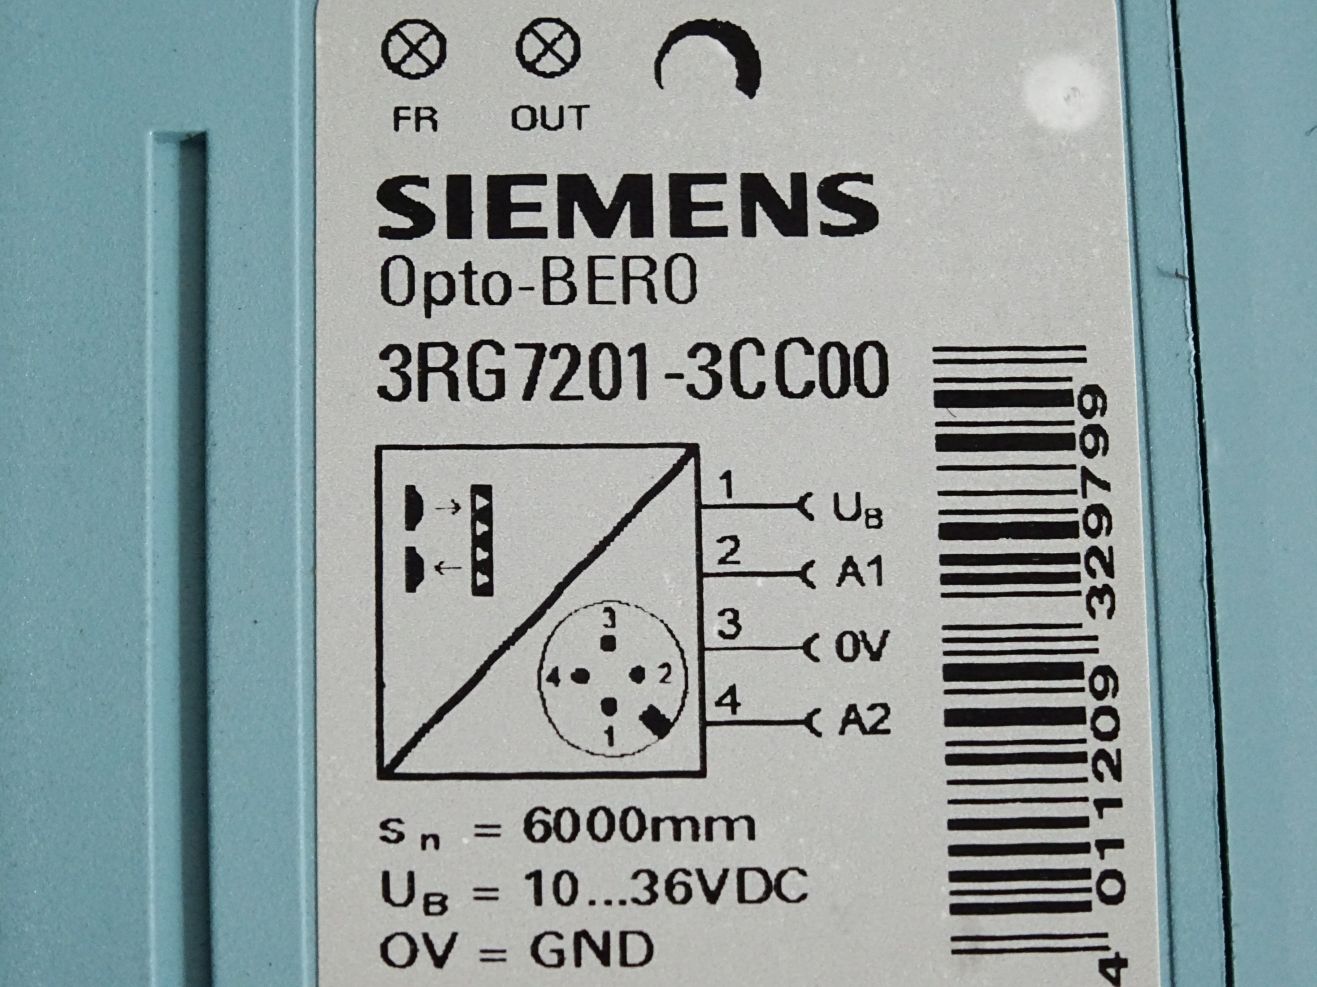 FR OUT
SIEMENS
Opto-BERO
3RG7201-3CC00
1 UB
2 A1
3 0V
4 A2
3
4 2
1
sn = 6000mm
UB = 10...36VDC
0V = GND
4 011209 329799